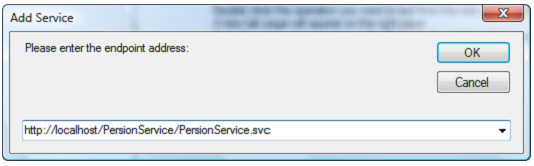 Add Service
Please enter the endpoint address:
OK
Cancel
http://localhost/PersionService/PersionService.svc